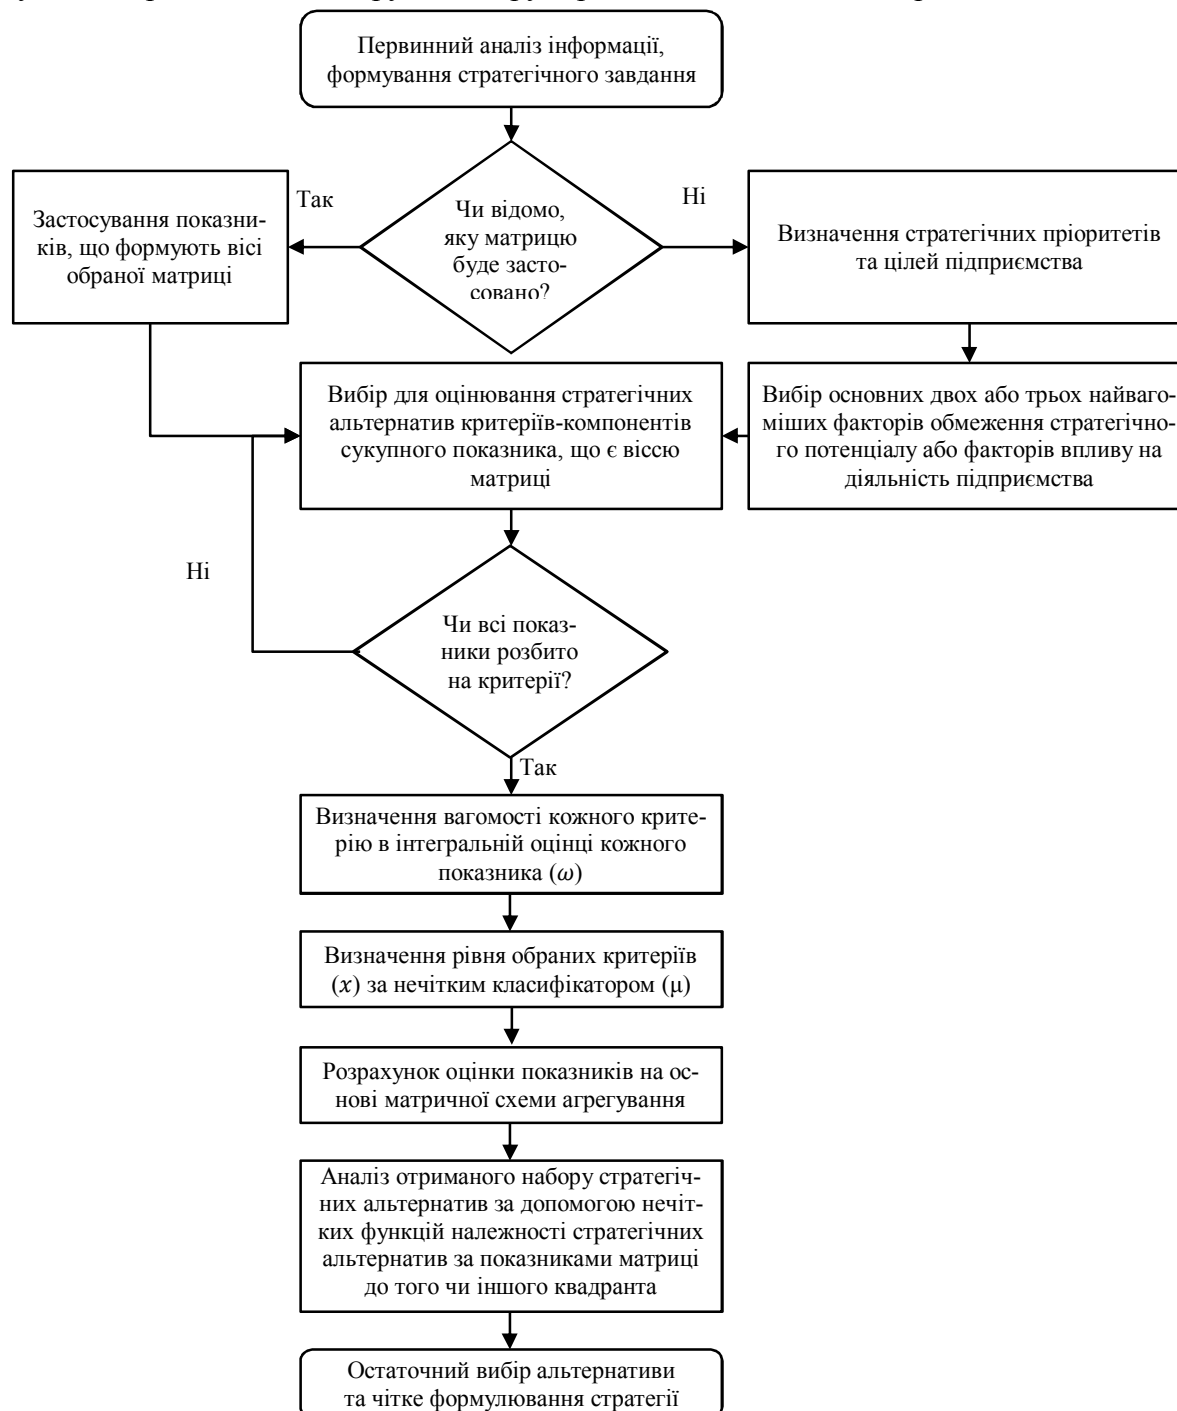 Первинний аналіз інформації,
формування стратегічного завдання
Так
Ні
Застосування показни-
ків, що формують вісі
обраної матриці
Чи відомо,
яку матрицю
буде засто-
совано?
Визначення стратегічних пріоритетів
та цілей підприємства
Вибір для оцінювання стратегічних
альтернатив критеріїв-компонентів
сукупного показника, що є віссю
матриці
Вибір основних двох або трьох найваго-
міших факторів обмеження стратегічно-
го потенціалу або факторів впливу на
діяльність підприємства
Ні
Чи всі показ-
ники розбито
на критерії?
Так
Визначення вагомості кожного крите-
рію в інтегральній оцінці кожного
показника (ω)
Визначення рівня обраних критеріїв
(x) за нечітким класифікатором (μ)
Розрахунок оцінки показників на ос-
нові матричної схеми агрегування
Аналіз отриманого набору стратегіч-
них альтернатив за допомогою нечіт-
ких функцій належності стратегічних
альтернатив за показниками матриці
до того чи іншого квадранта
Остаточний вибір альтернативи
та чітке формулювання стратегії